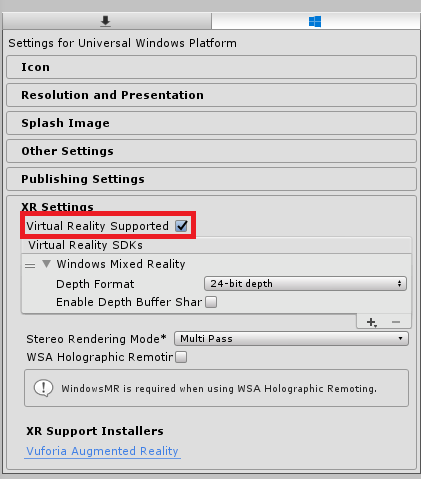 Settings for Universal Windows Platform
Icon
Resolution and Presentation
Splash Image
Other Settings
Publishing Settings
XR Settings
Virtual Reality Supported
Virtual Reality SDKs
Windows Mixed Reality
Depth Format 24-bit depth
Enable Depth Buffer Shar
Stereo Rendering Mode* Multi Pass
WSA Holographic Remotin
WindowsMR is required when using WSA Holographic Remoting.
XR Support Installers
Vuforia Augmented Reality